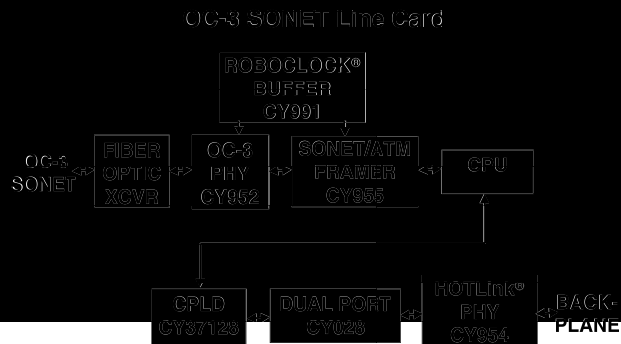 OC-3 SONET Line Card
ROBOCLOCK®
BUFFER
CY991
OC-3
SONET
FIBER
OPTIC
XCVR
OC-3
PHY
CY952
SONET/ATM
FRAMER
CY955
CPU
CPLD
CY37128
DUAL PORT
CY028
HOTLink®
PHY
CY954
BACK-
PLANE